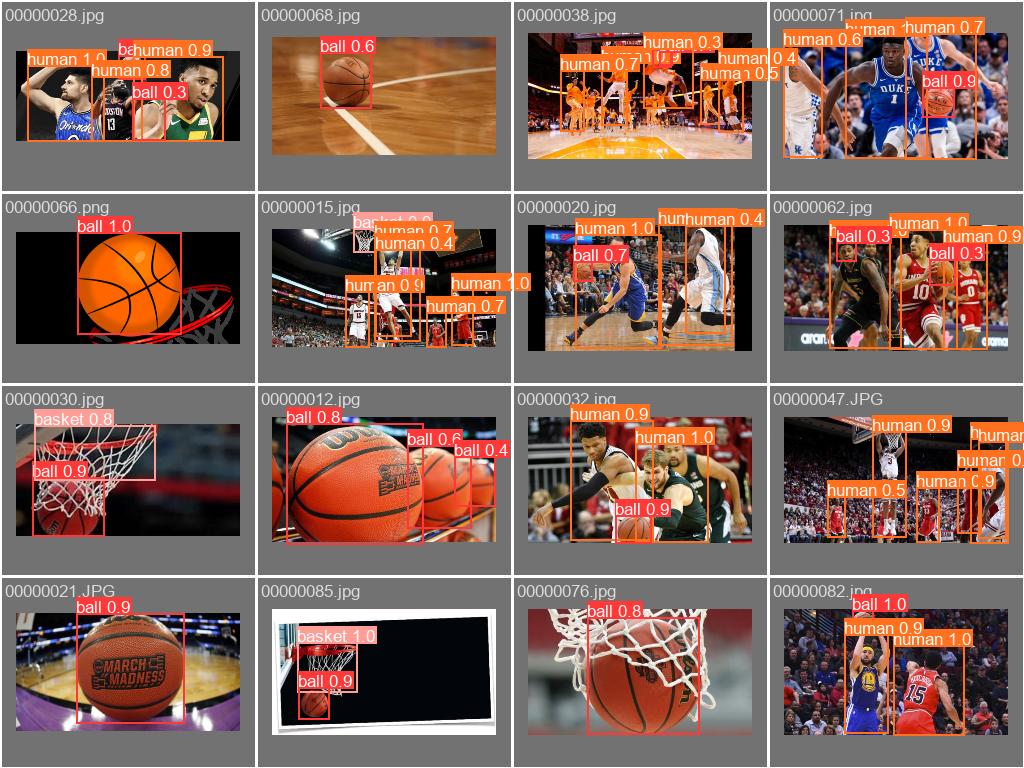 00000028.jpg
human 1.0
human 0.9
human 0.8
ball 0.3
Orlando
13
00000068.jpg
ball 0.6
00000038.jpg
human 0.3
human 0.7
human 0.4
human 0.5
00000071.jpg
human 0.7
human 0.6
ball 0.9
DUKE
1
00000066.png
ball 1.0
00000015.jpg
human 0.7
human 0.4
human 0.9
human 1.0
human 0.7
00000020.jpg
human 0.4
human 1.0
ball 0.7
00000062.jpg
human 1.0
ball 0.3
human 0.9
ball 0.3
10
0
00000030.jpg
basket 0.8
ball 0.9
00000012.jpg
ball 0.8
ball 0.6
ball 0.4
00000032.jpg
human 0.9
human 1.0
ball 0.9
00000047.JPG
human 0.9
human
human 0.5
human 0.9
00000021.JPG
ball 0.9
MARCH
MADNESS
00000085.jpg
basket 1.0
ball 0.9
00000076.jpg
ball 0.8
00000082.jpg
ball 1.0
human 0.9
human 1.0
15